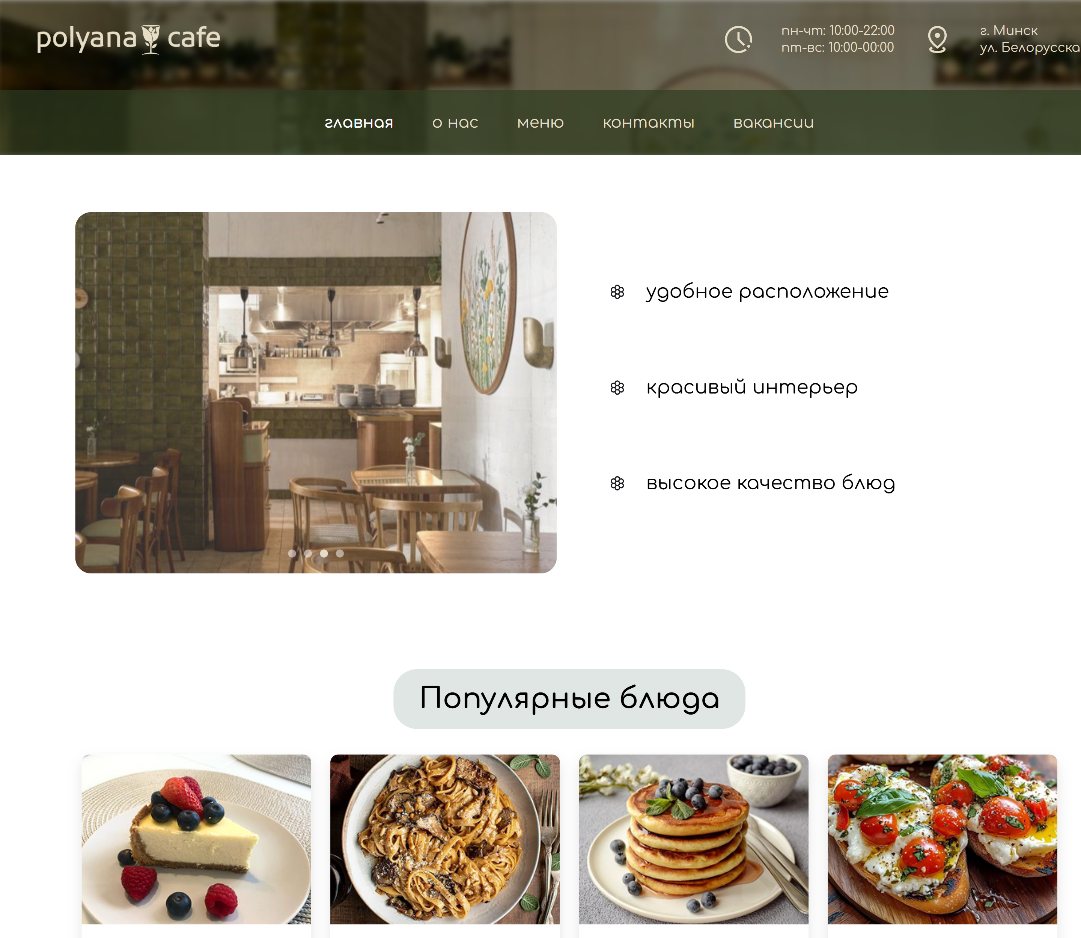 polyana cafe
пн-чт: 10:00-22:00
пт-вс: 10:00-00:00
г. Минск
ул. Белорусска
главная о нас меню контакты вакансии
удобное расположение
красивый интерьер
высокое качество блюд
Популярные блюда